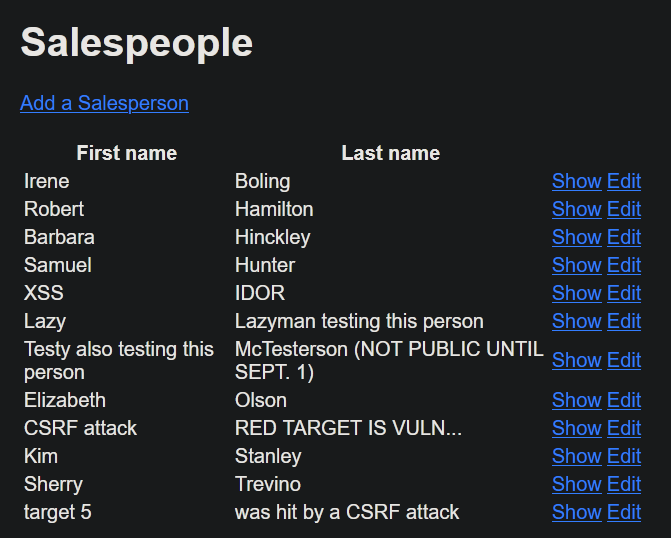 Salespeople
Add a Salesperson
First name Last name
Irene Boling Show Edit
Robert Hamilton Show Edit
Barbara Hinckley Show Edit
Samuel Hunter Show Edit
XSS IDOR Show Edit
Lazy Lazyman testing this person Show Edit
Testy also testing this McTesterson (NOT PUBLIC UNTIL Show Edit
person SEPT. 1)
Elizabeth Olson Show Edit
CSRF attack RED TARGET IS VULN... Show Edit
Kim Stanley Show Edit
Sherry Trevino Show Edit
target 5 was hit by a CSRF attack Show Edit